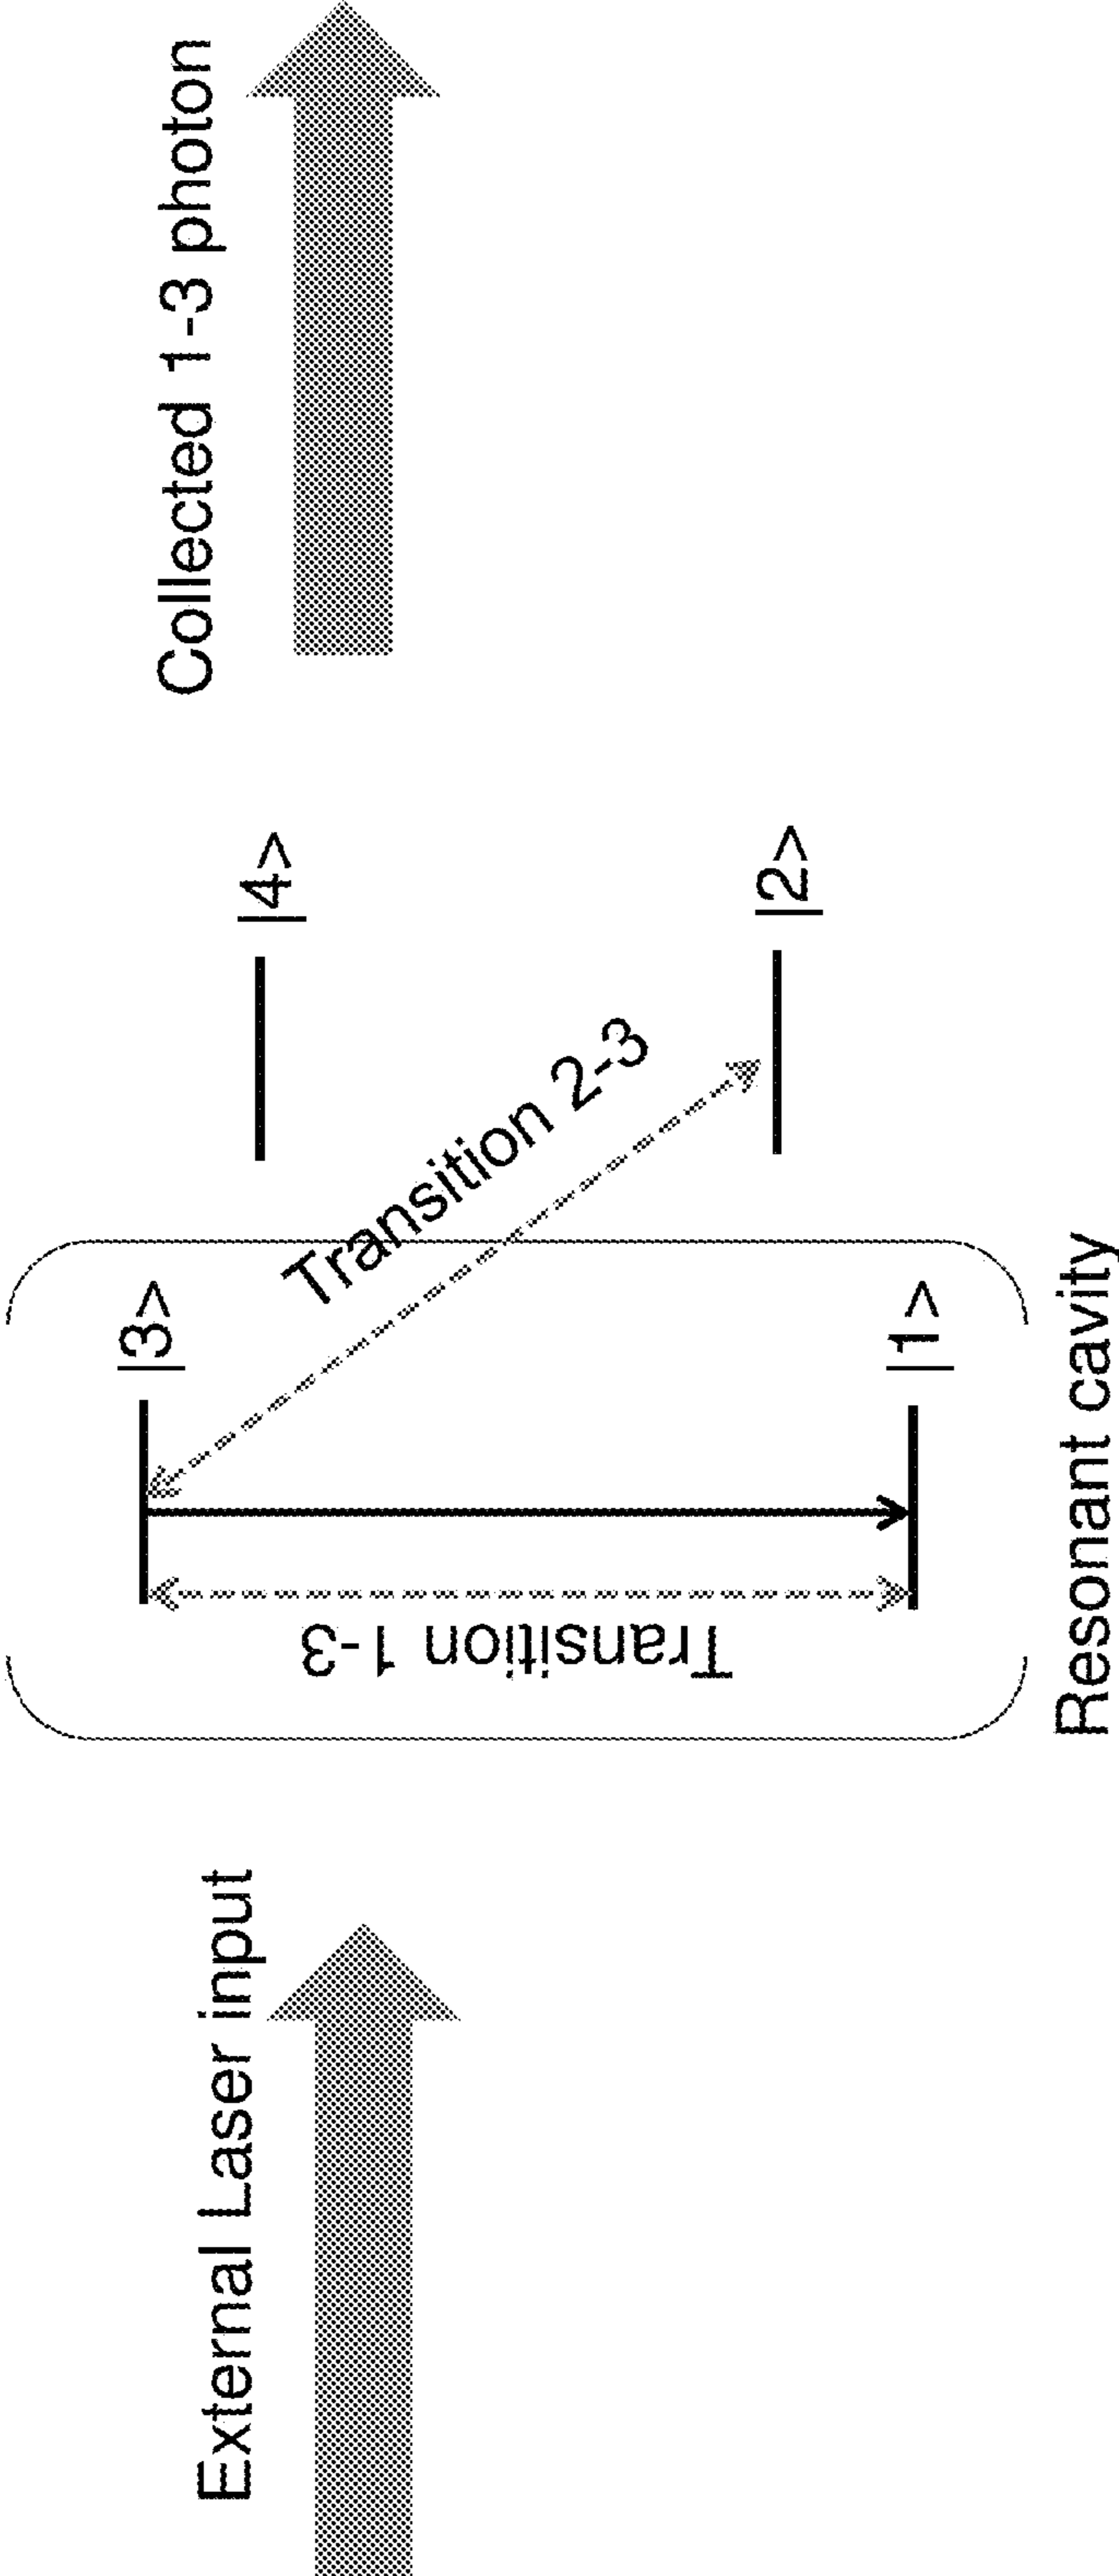 External Laser input
Transition 1-3
|3>
|1>
Resonant cavity
Transition 2-3
|4>
|2>
Collected 1-3 photon